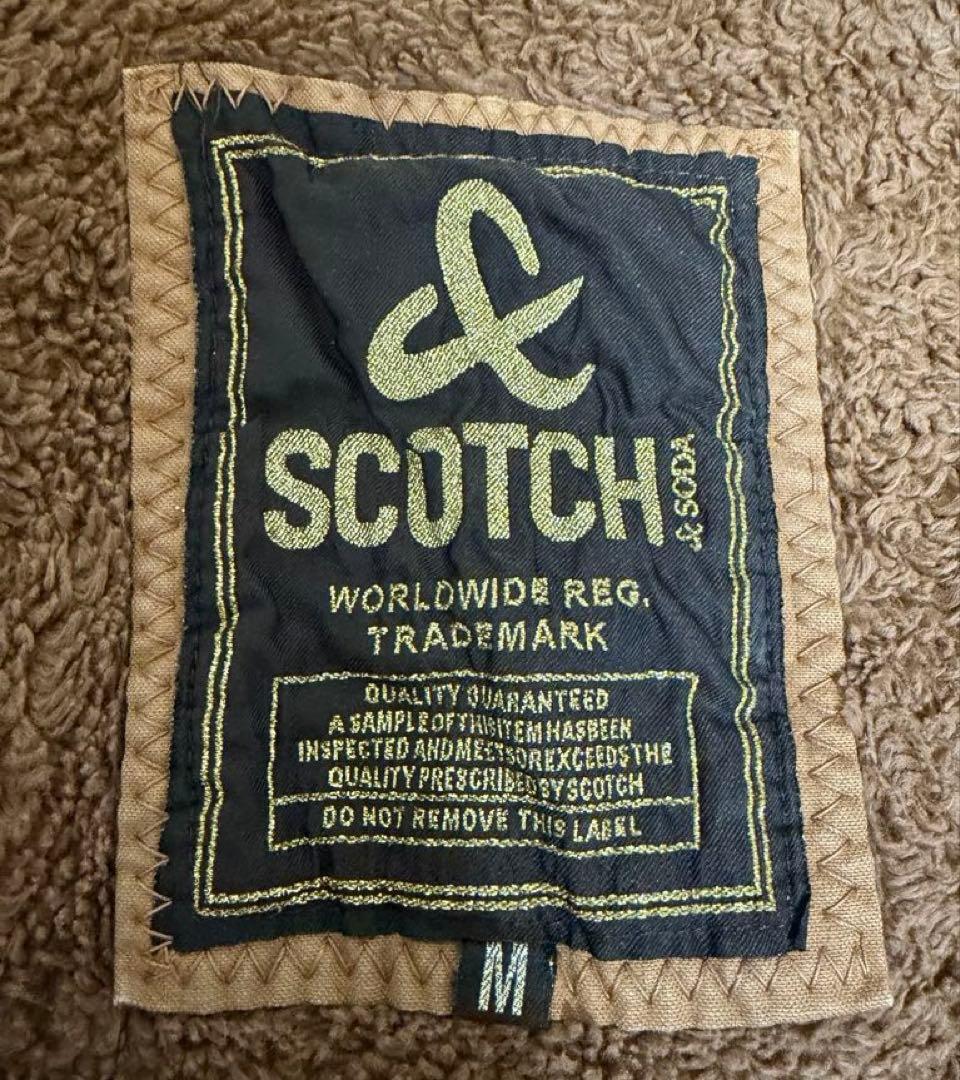 &
SCOTCH & SODA
WORLDWIDE REG.
TRADEMARK
QUALITY GUARANTEED
A SAMPLE OF THIS ITEM HAS BEEN
INSPECTED AND MEETS OR EXCEEDS THE
QUALITY PRESCRIBED BY SCOTCH
DO NOT REMOVE THIS LABEL
M